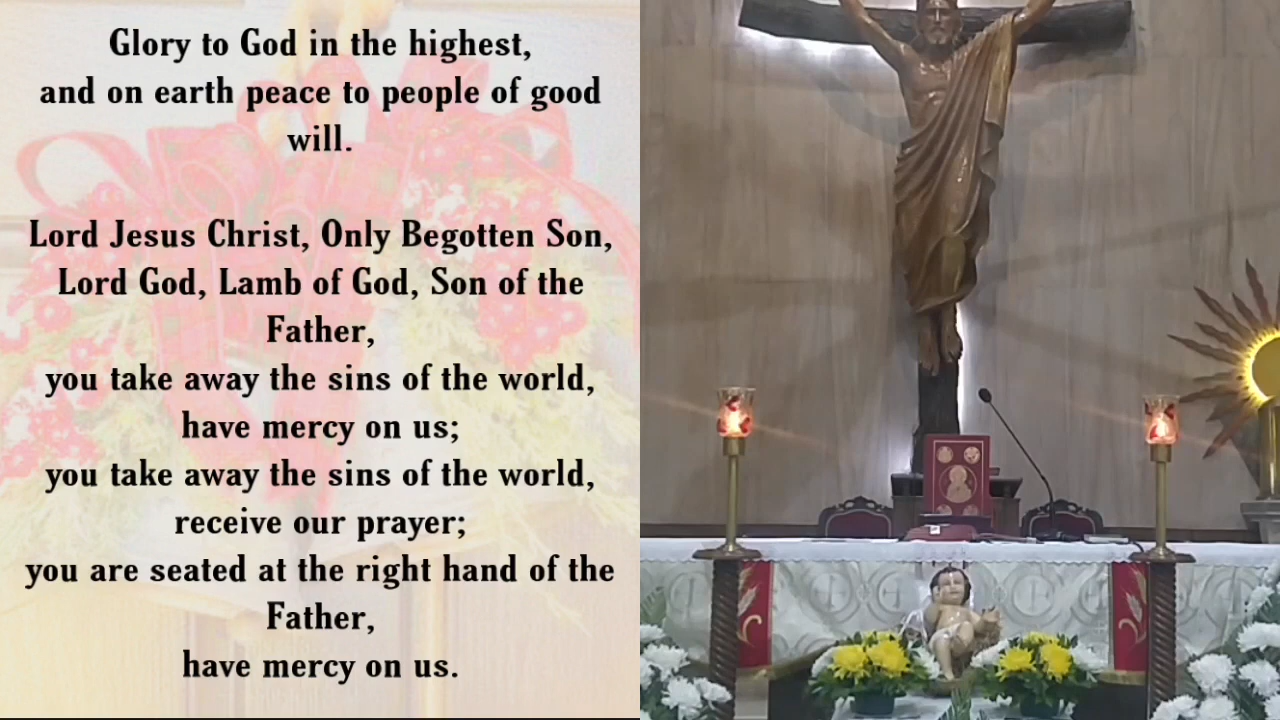 Glory to God in the highest,
and on earth peace to people of good
will.
Lord Jesus Christ, Only Begotten Son,
Lord God, Lamb of God, Son of the
Father,
you take away the sins of the world,
have mercy on us;
you take away the sins of the world,
receive our prayer;
you are seated at the right hand of the
Father,
have mercy on us.